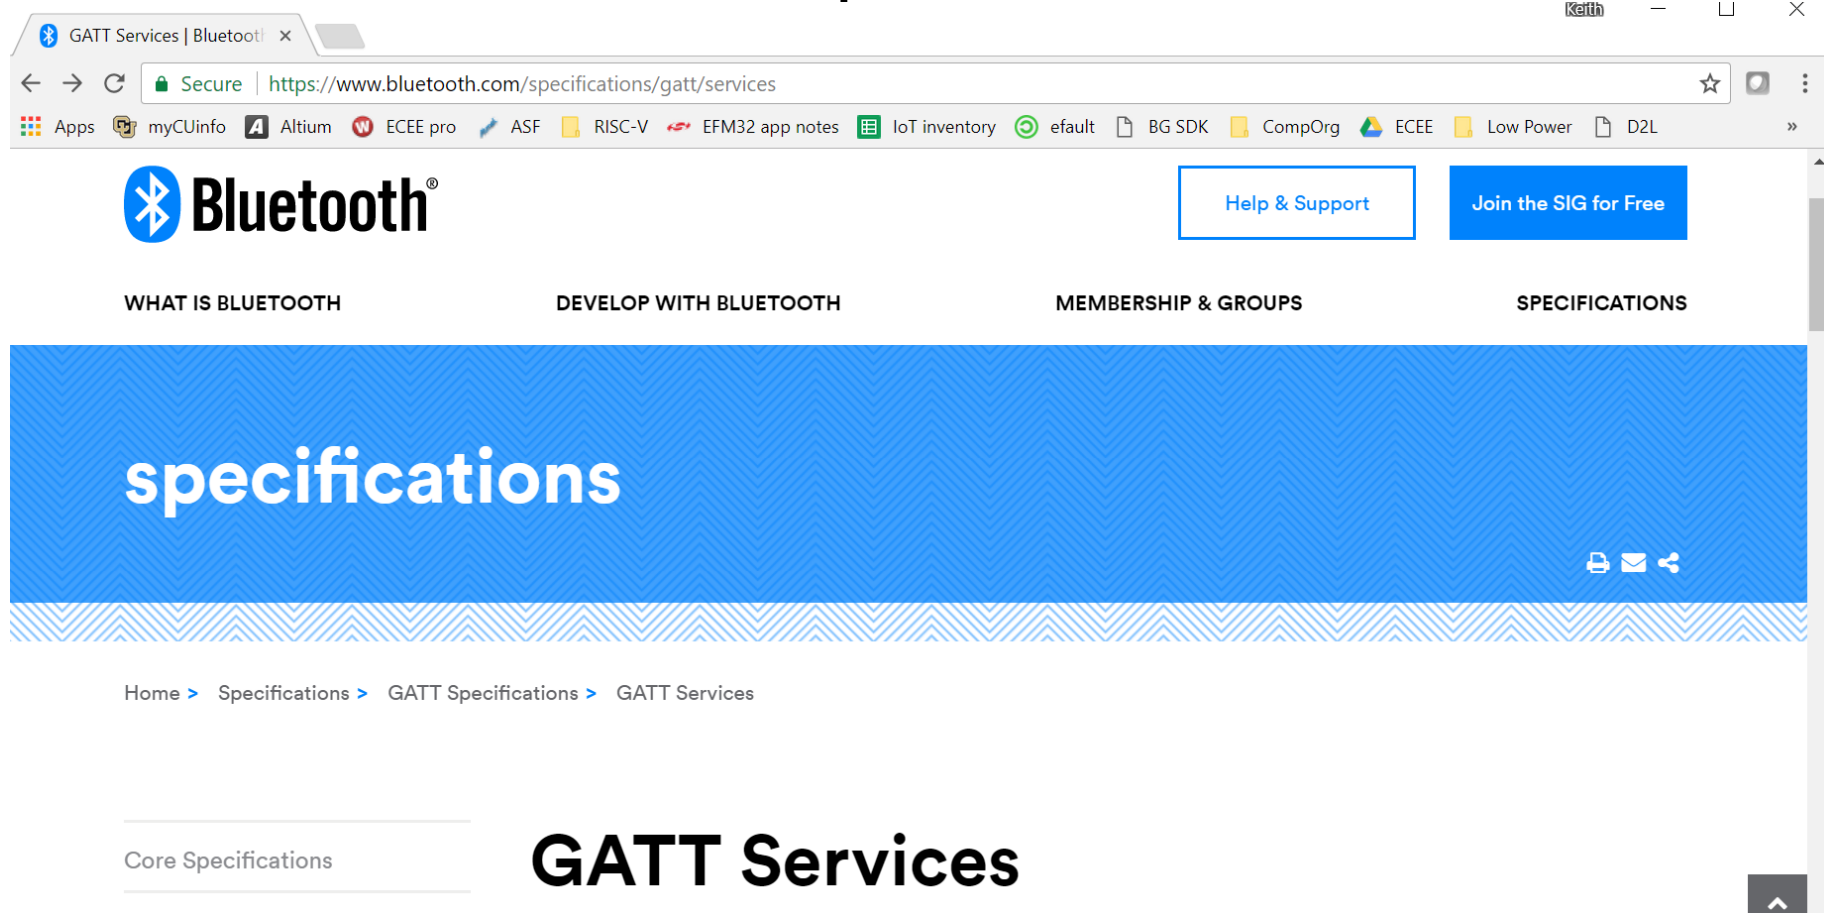 Keith
GATT Services | Bluetooth
Secure https://www.bluetooth.com/specifications/gatt/services
Apps myCUinfo Altium ECEE pro ASF RISC-V EFM32 app notes IoT inventory efault BG SDK CompOrg ECEE Low Power D2L »
Bluetooth®
Help & Support
Join the SIG for Free
WHAT IS BLUETOOTH DEVELOP WITH BLUETOOTH MEMBERSHIP & GROUPS SPECIFICATIONS
specifications
Home > Specifications > GATT Specifications > GATT Services
Core Specifications
GATT Services